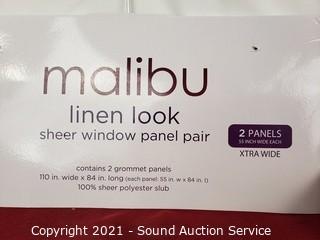 malibu
linen look
sheer window panel pair
2 PANELS
55 INCH WIDE EACH
XTRA WIDE
contains 2 grommet panels
110 in. wide x 84 in. long (each panel: 55 in. w x 84 in. l)
100% sheer polyester slub
Copyright 2021 - Sound Auction Service